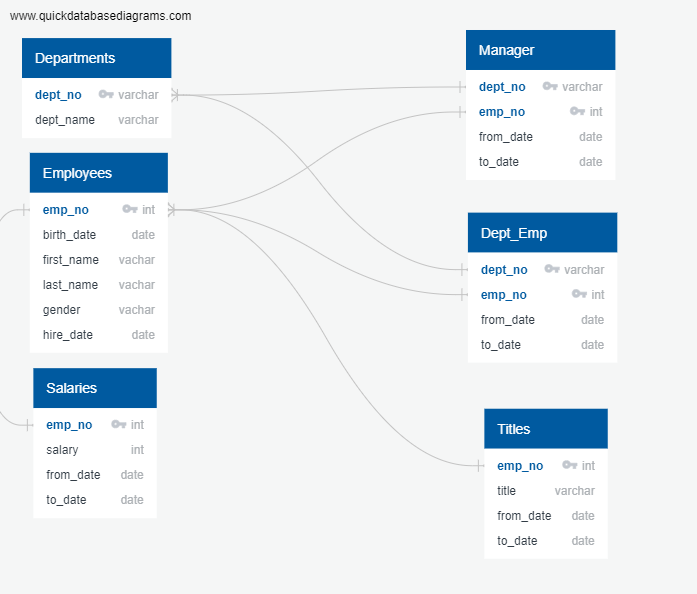 www.quickdatabasediagrams.com
Departments
dept_no varchar
dept_name varchar
Employees
emp_no int
birth_date date
first_name vachar
last_name vachar
gender vachar
hire_date date
Salaries
emp_no int
salary int
from_date date
to_date date
Manager
dept_no varchar
emp_no int
from_date date
to_date date
Dept_Emp
dept_no varchar
emp_no int
from_date date
to_date date
Titles
emp_no int
title varchar
from_date date
to_date date